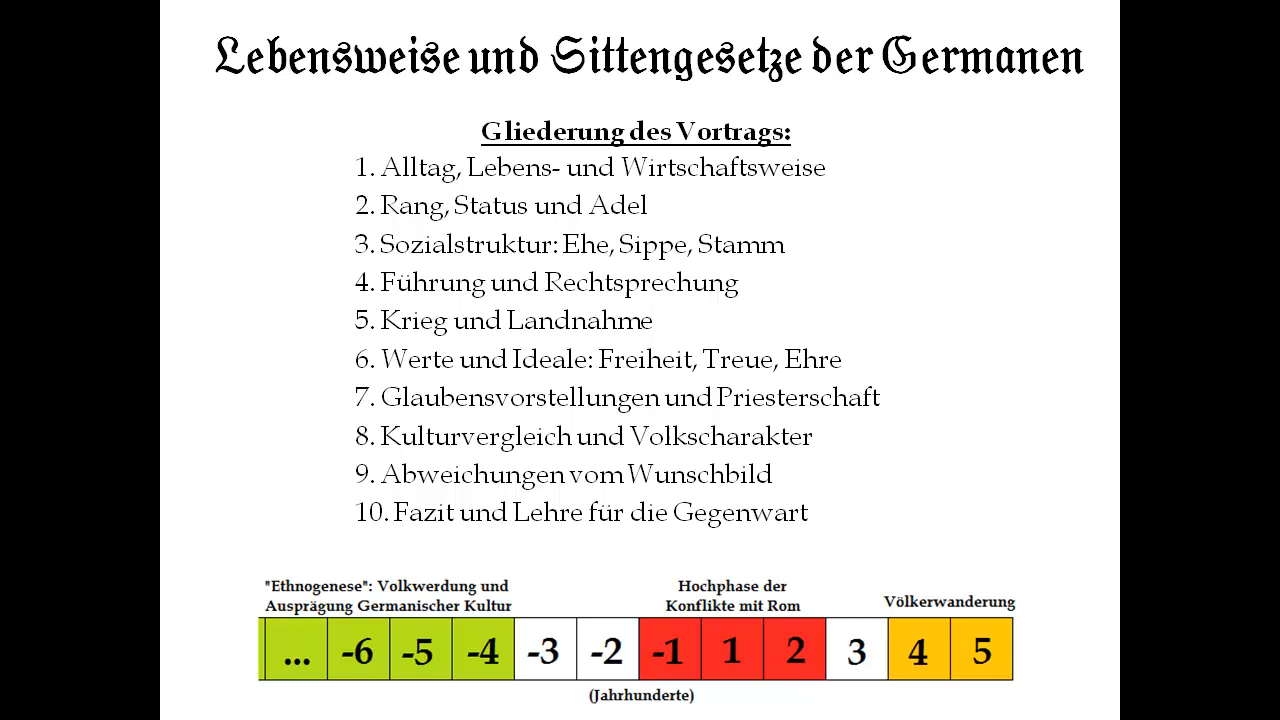 Lebensweise und Sittengesetze der Germanen
Gliederung des Vortrags:
1. Alltag, Lebens- und Wirtschaftsweise
2. Rang, Status und Adel
3. Sozialstruktur: Ehe, Sippe, Stamm
4. Führung und Rechtsprechung
5. Krieg und Landnahme
6. Werte und Ideale: Freiheit, Treue, Ehre
7. Glaubensvorstellungen und Priesterschaft
8. Kulturvergleich und Volkscharakter
9. Abweichungen vom Wunschbild
10. Fazit und Lehre für die Gegenwart
"Ethnogenese": Volkwerdung und
Ausprägung Germanischer Kultur
Hochphase der
Konflikte mit Rom
Völkerwanderung
... -6 -5 -4 -3 -2 -1 1 2 3 4 5
(Jahrhunderte)